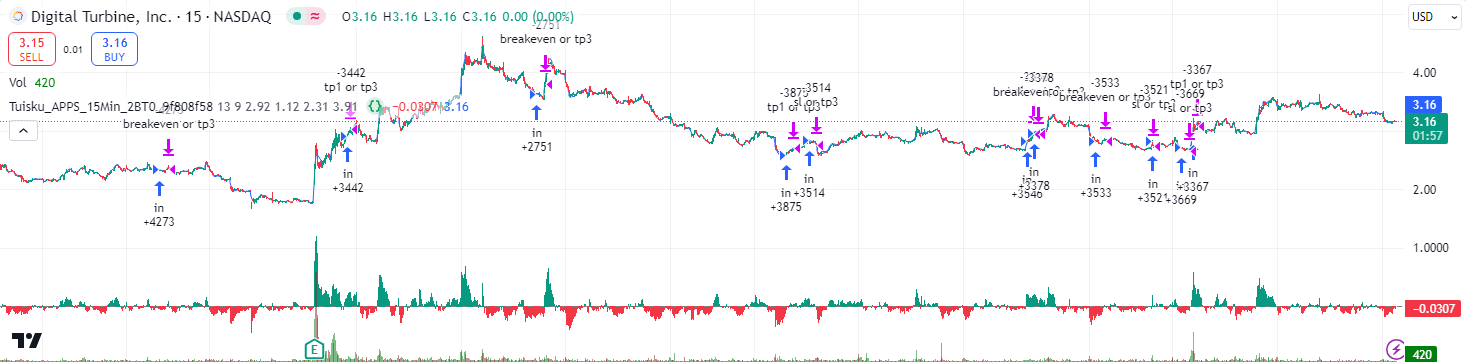 Digital Turbine, Inc. · 15 · NASDAQ
O3.16 H3.16 L3.16 C3.16 0.00 (0.00%)
USD
3.15
SELL
0.01
3.16
BUY
Vol 420
Tuisku_APPS_15Min_2BT0_9f808f58 13 9 2.92 1.12 2.31 3.91 {} −0.0307 3.16
-2751
breakeven or tp3
-3442
tp1 or tp3
breakeven or tp3
in
+4273
in
+3442
in
+2751
-3875
tp1 or tp3
-3514
sl or tp3
in
+3875
in
+3514
-3378
breakeven
in
+3546
in
+3378
-3533
breakeven or tp3
in
+3533
-3521
sl or tp3
in
+3521
-3367
tp1 or tp3
-3669
sl or tp3
+3669
in
+3367
4.00
3.16
3.16
01:57
2.00
1.0000
−0.0307
420
E